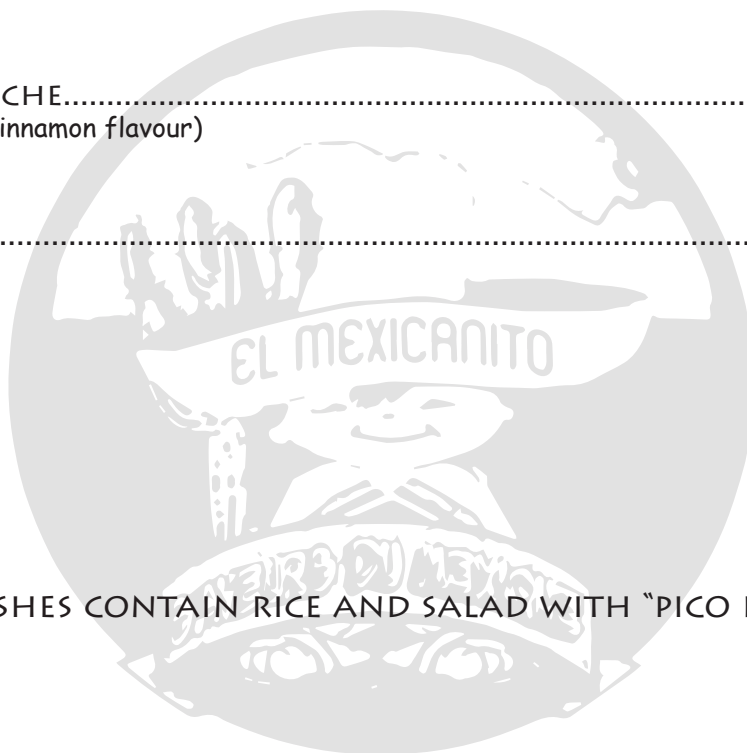 CHE................................................................................
innamon flavour)
................................................................................
EL MEXICANITO
SHES CONTAIN RICE AND SALAD WITH "PICO